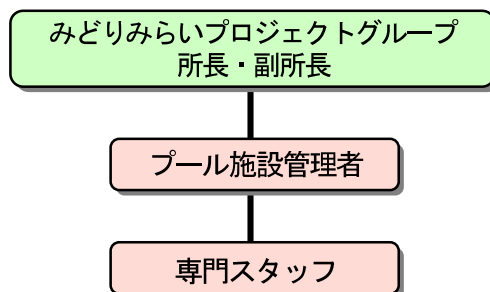 みどりみらいプロジェクトグループ
所長・副所長
プール施設管理者
専門スタッフ